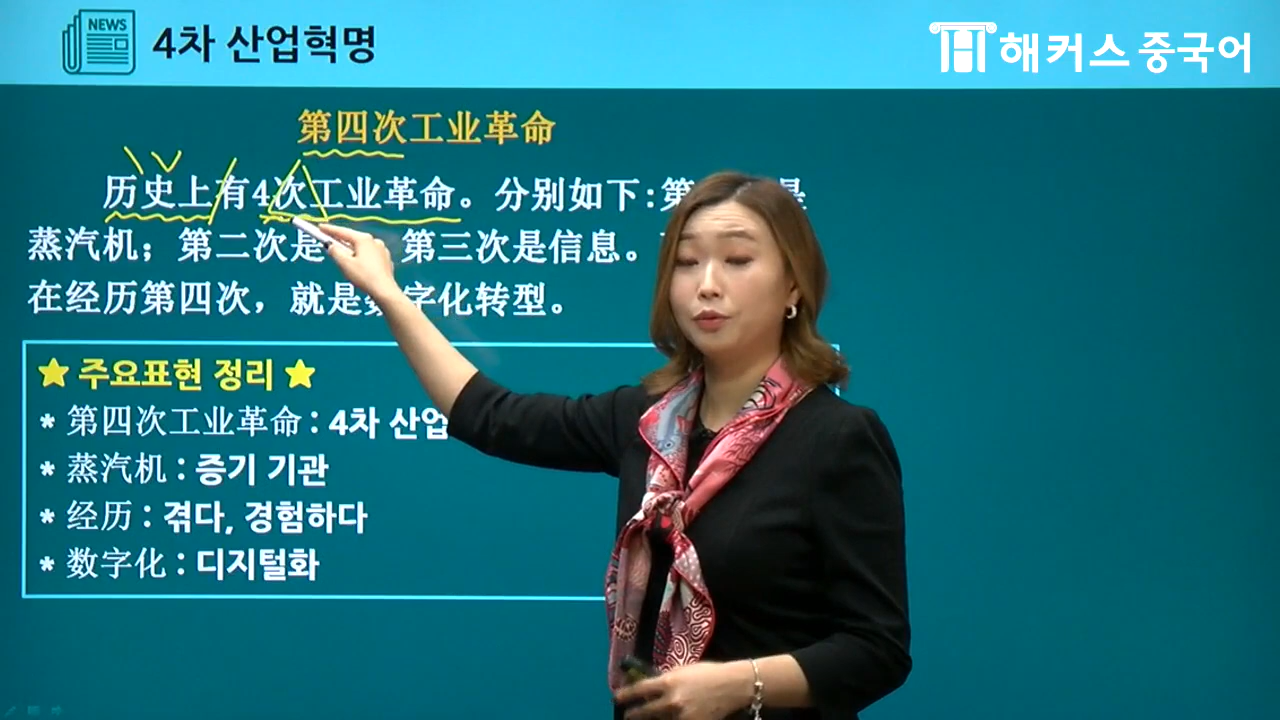 NEWS
4차 산업혁명
해커스 중국어
第四次工业革命
历史上有4次工业革命。分别如下:第 是
蒸汽机；第二次是 第三次是信息。
在经历第四次，就是数字化转型。
★ 주요표현 정리 ★
* 第四次工业革命 : 4차 산업
* 蒸汽机 : 증기 기관
* 经历 : 겪다, 경험하다
* 数字化 : 디지털화